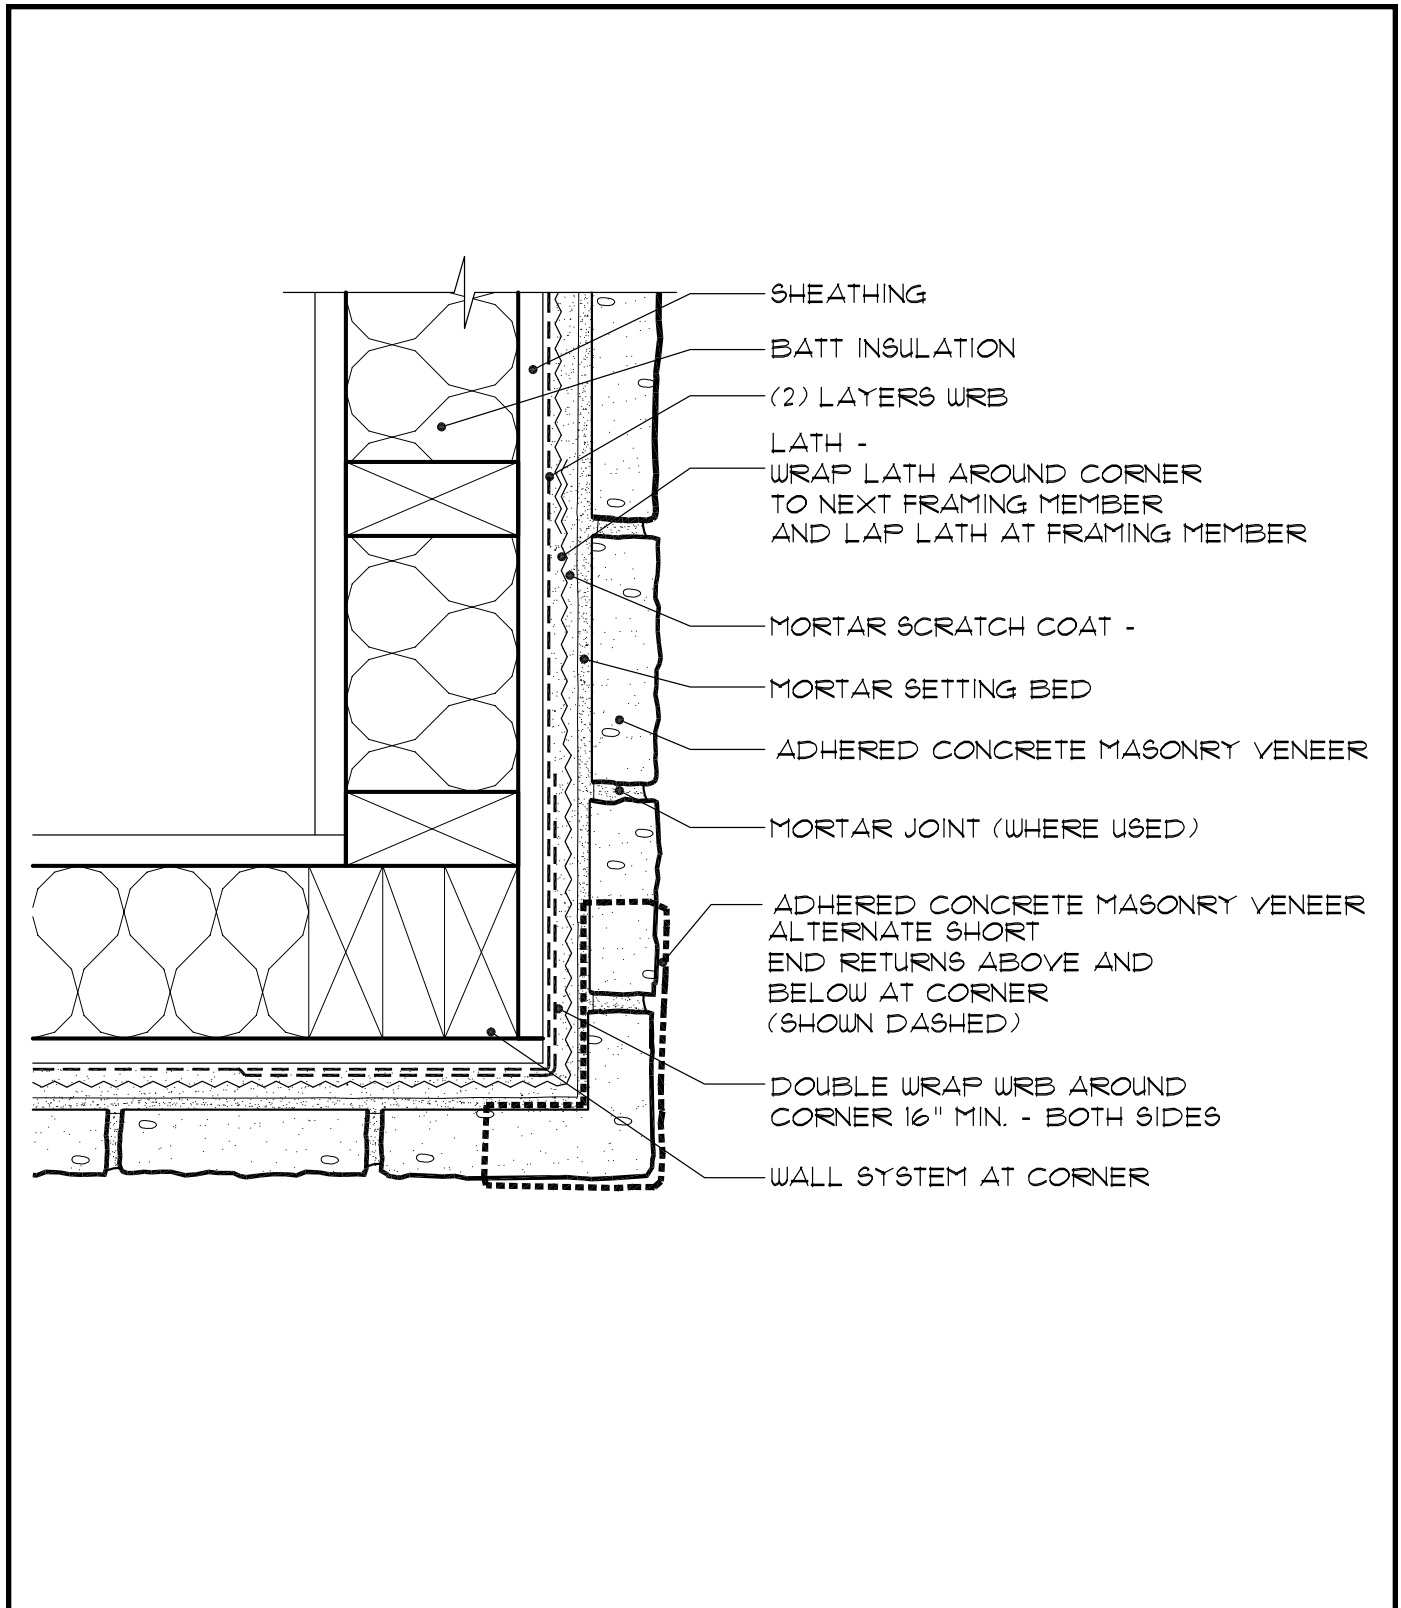 SHEATHING
BATT INSULATION
(2) LAYERS WRB
LATH -
WRAP LATH AROUND CORNER
TO NEXT FRAMING MEMBER
AND LAP LATH AT FRAMING MEMBER
MORTAR SCRATCH COAT -
MORTAR SETTING BED
ADHERED CONCRETE MASONRY VENEER
MORTAR JOINT (WHERE USED)
ADHERED CONCRETE MASONRY VENEER
ALTERNATE SHORT
END RETURNS ABOVE AND
BELOW AT CORNER
(SHOWN DASHED)
DOUBLE WRAP WRB AROUND
CORNER 16" MIN. - BOTH SIDES
WALL SYSTEM AT CORNER